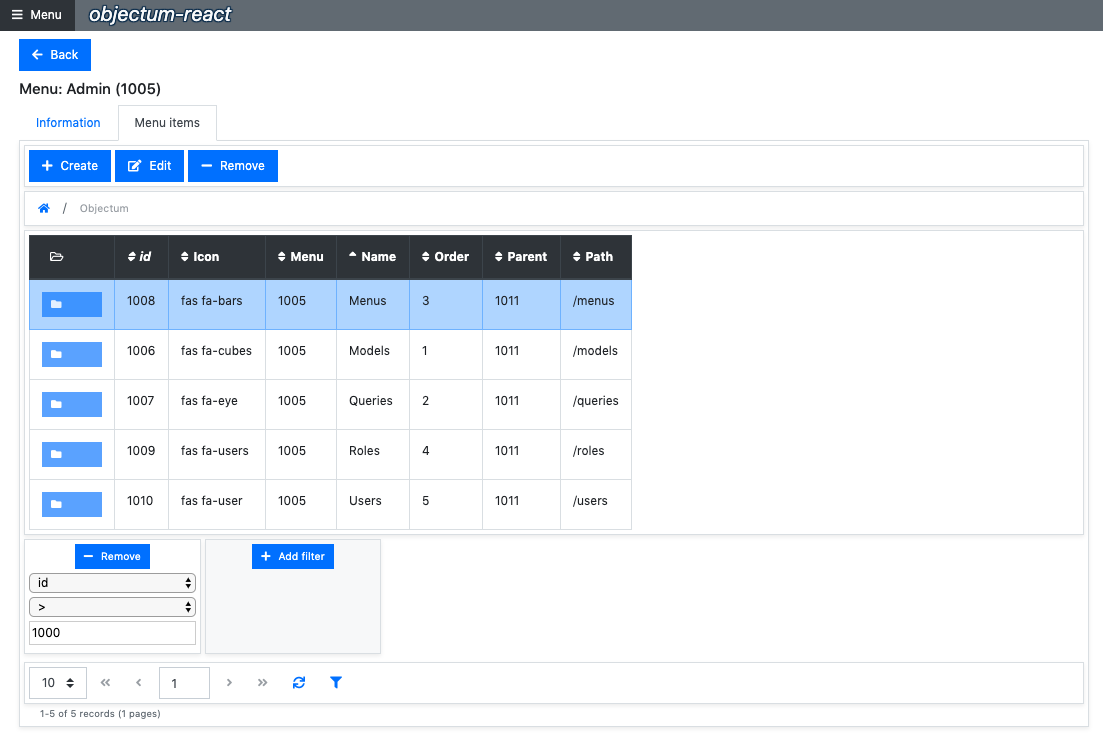 Menu objectum-react
Back
Menu: Admin (1005)
Information Menu items
Create Edit Remove
/ Objectum
id Icon Menu Name Order Parent Path
1008 fas fa-bars 1005 Menus 3 1011 /menus
1006 fas fa-cubes 1005 Models 1 1011 /models
1007 fas fa-eye 1005 Queries 2 1011 /queries
1009 fas fa-users 1005 Roles 4 1011 /roles
1010 fas fa-user 1005 Users 5 1011 /users
Remove Add filter
id
>
1000
10 « ‹ 1 › »
1-5 of 5 records (1 pages)